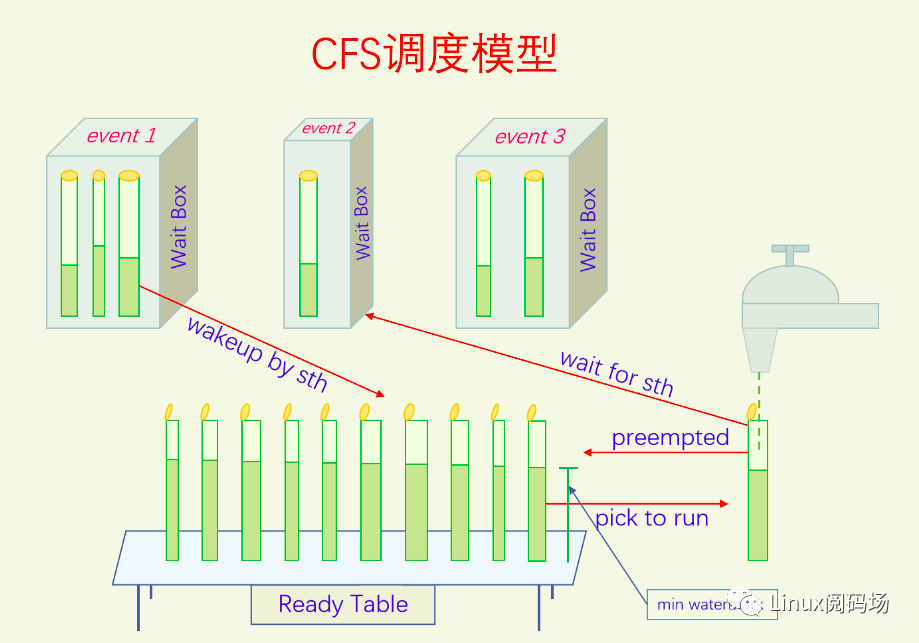 CFS调度模型
event 1
event 2
event 3
Wait Box
Wait Box
Wait Box
wakeup by sth
wait for sth
preempted
pick to run
Ready Table
min
Linux阅码场